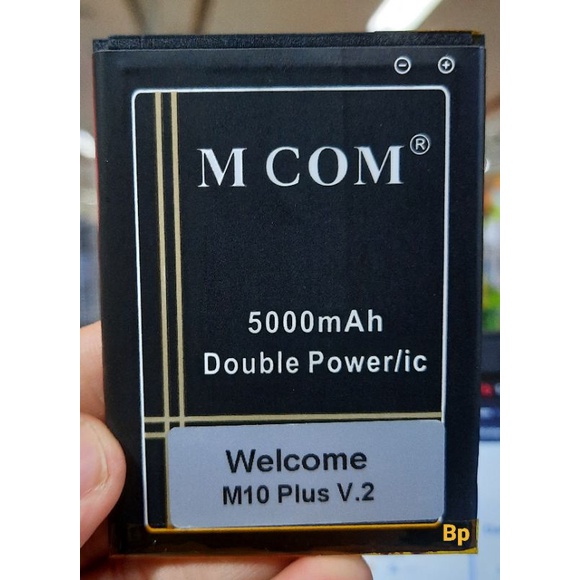 M COM®
5000mAh
Double Power/ic
Welcome
M10 Plus V.2
Bp